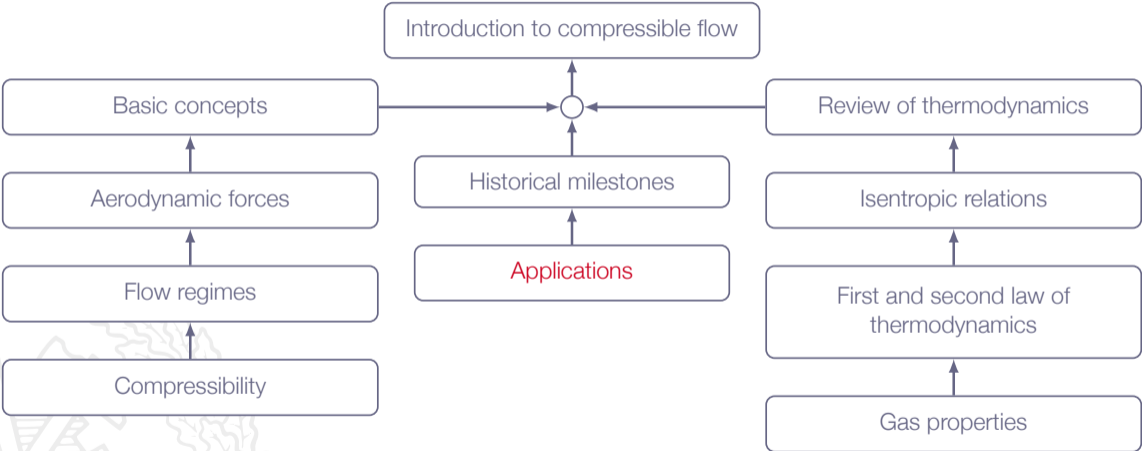 Introduction to compressible flow
Basic concepts
Review of thermodynamics
Historical milestones
Aerodynamic forces
Isentropic relations
Applications
Flow regimes
First and second law of
thermodynamics
Compressibility
Gas properties